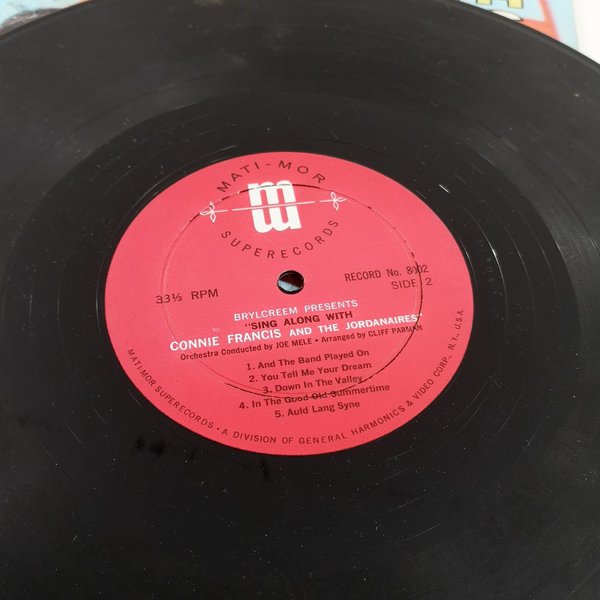 MATI-MOR
m
SUPERECORDS
33⅓ RPM
RECORD No. 8002
SIDE 2
BRYLCREEM PRESENTS
"SING ALONG WITH
CONNIE FRANCIS AND THE JORDANAIRES"
Orchestra Conducted by JOE MELE • Arranged by CLIFF PARMAN
1. And The Band Played On
2. You Tell Me Your Dream
3. Down In The Valley
4. In The Good Old Summertime
5. Auld Lang Syne
MATI-MOR SUPERECORDS • A DIVISION OF GENERAL HARMONICS & VIDEO CORP., N.Y., U.S.A.